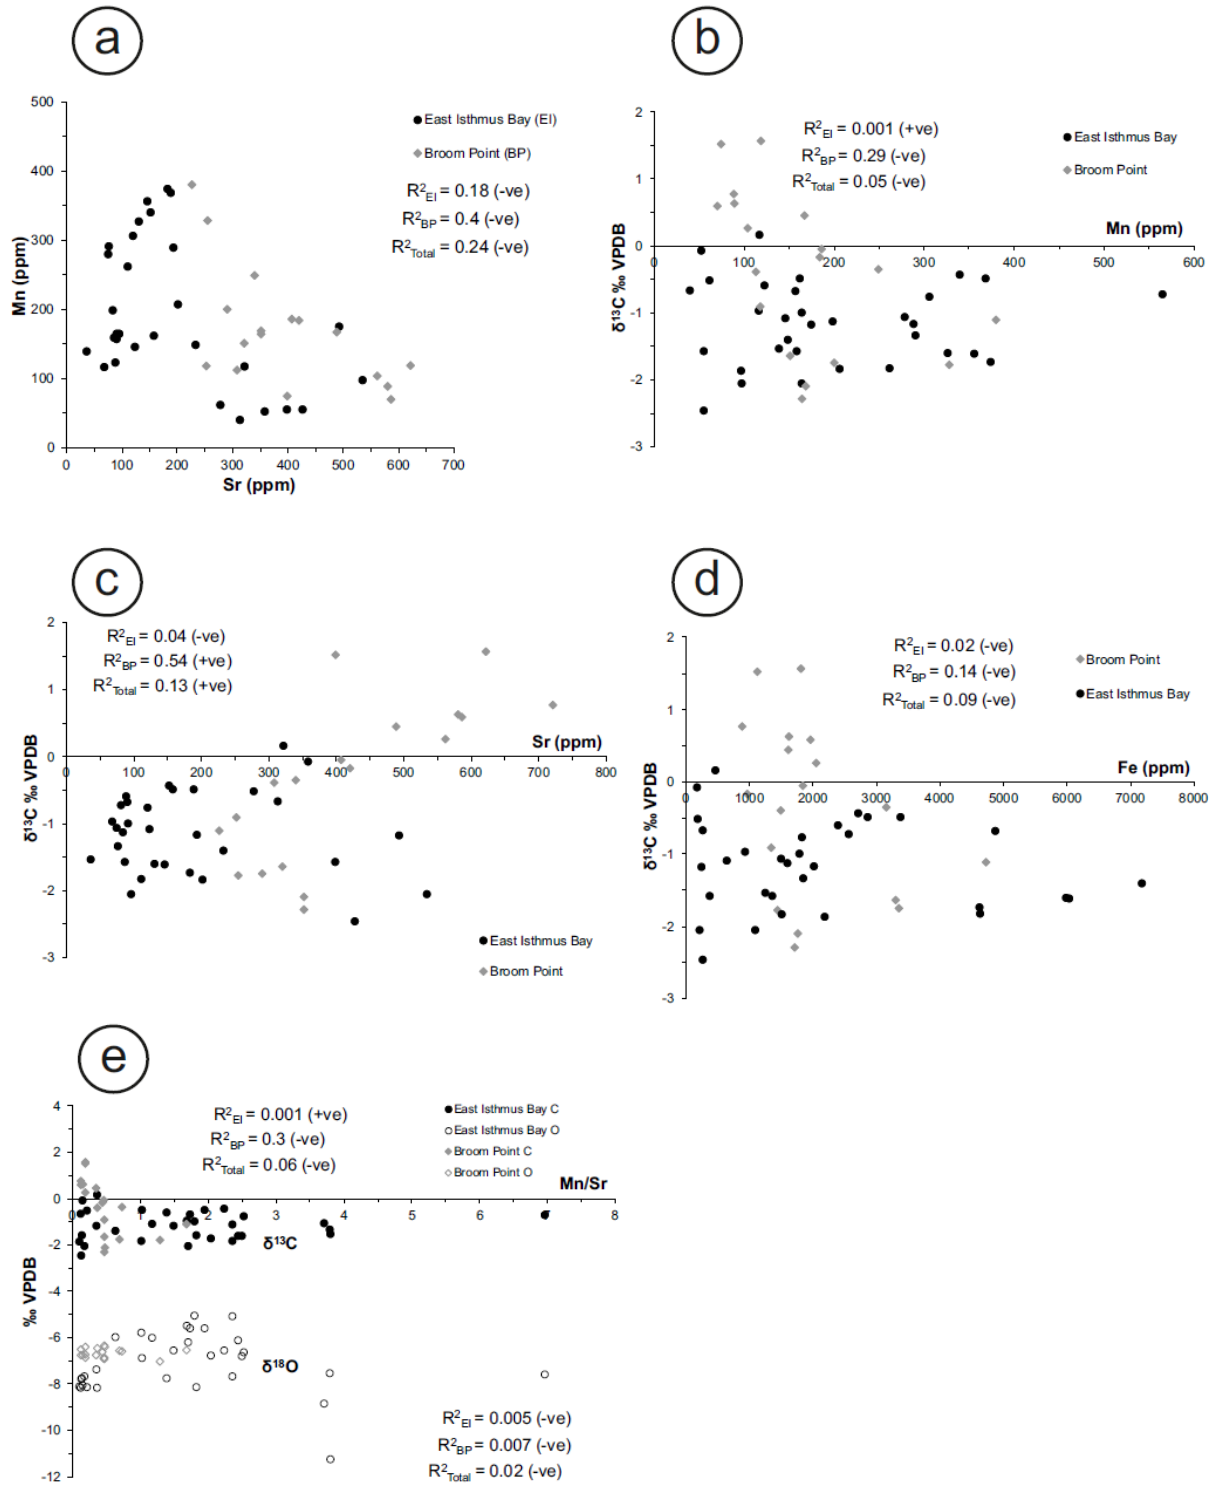 a
500
400
300
200
100
0
Mn (ppm)
0 100 200 300 400 500 600 700
Sr (ppm)
East Isthmus Bay (EI)
Broom Point (BP)
R²EI = 0.18 (-ve)
R²BP = 0.4 (-ve)
R²Total = 0.24 (-ve)
b
2
1
0
-1
-2
-3
δ¹³C ‰ VPDB
0 100 200 300 400 500 600
Mn (ppm)
R²EI = 0.001 (+ve)
R²BP = 0.29 (-ve)
R²Total = 0.05 (-ve)
East Isthmus Bay
Broom Point
c
2
1
0
-1
-2
-3
δ¹³C ‰ VPDB
0 100 200 300 400 500 600 700 800
Sr (ppm)
R²EI = 0.04 (-ve)
R²BP = 0.54 (+ve)
R²Total = 0.13 (+ve)
East Isthmus Bay
Broom Point
d
2
1
0
-1
-2
-3
δ¹³C ‰ VPDB
0 1000 2000 3000 4000 5000 6000 7000 8000
Fe (ppm)
R²EI = 0.02 (-ve)
R²BP = 0.14 (-ve)
R²Total = 0.09 (-ve)
Broom Point
East Isthmus Bay
e
4
2
0
-2
-4
-6
-8
-10
-12
‰ VPDB
0 1 2 3 4 5 6 7 8
Mn/Sr
R²EI = 0.001 (+ve)
R²BP = 0.3 (-ve)
R²Total = 0.06 (-ve)
East Isthmus Bay C
East Isthmus Bay O
Broom Point C
Broom Point O
δ¹³C
δ¹⁸O
R²EI = 0.005 (-ve)
R²BP = 0.007 (-ve)
R²Total = 0.02 (-ve)